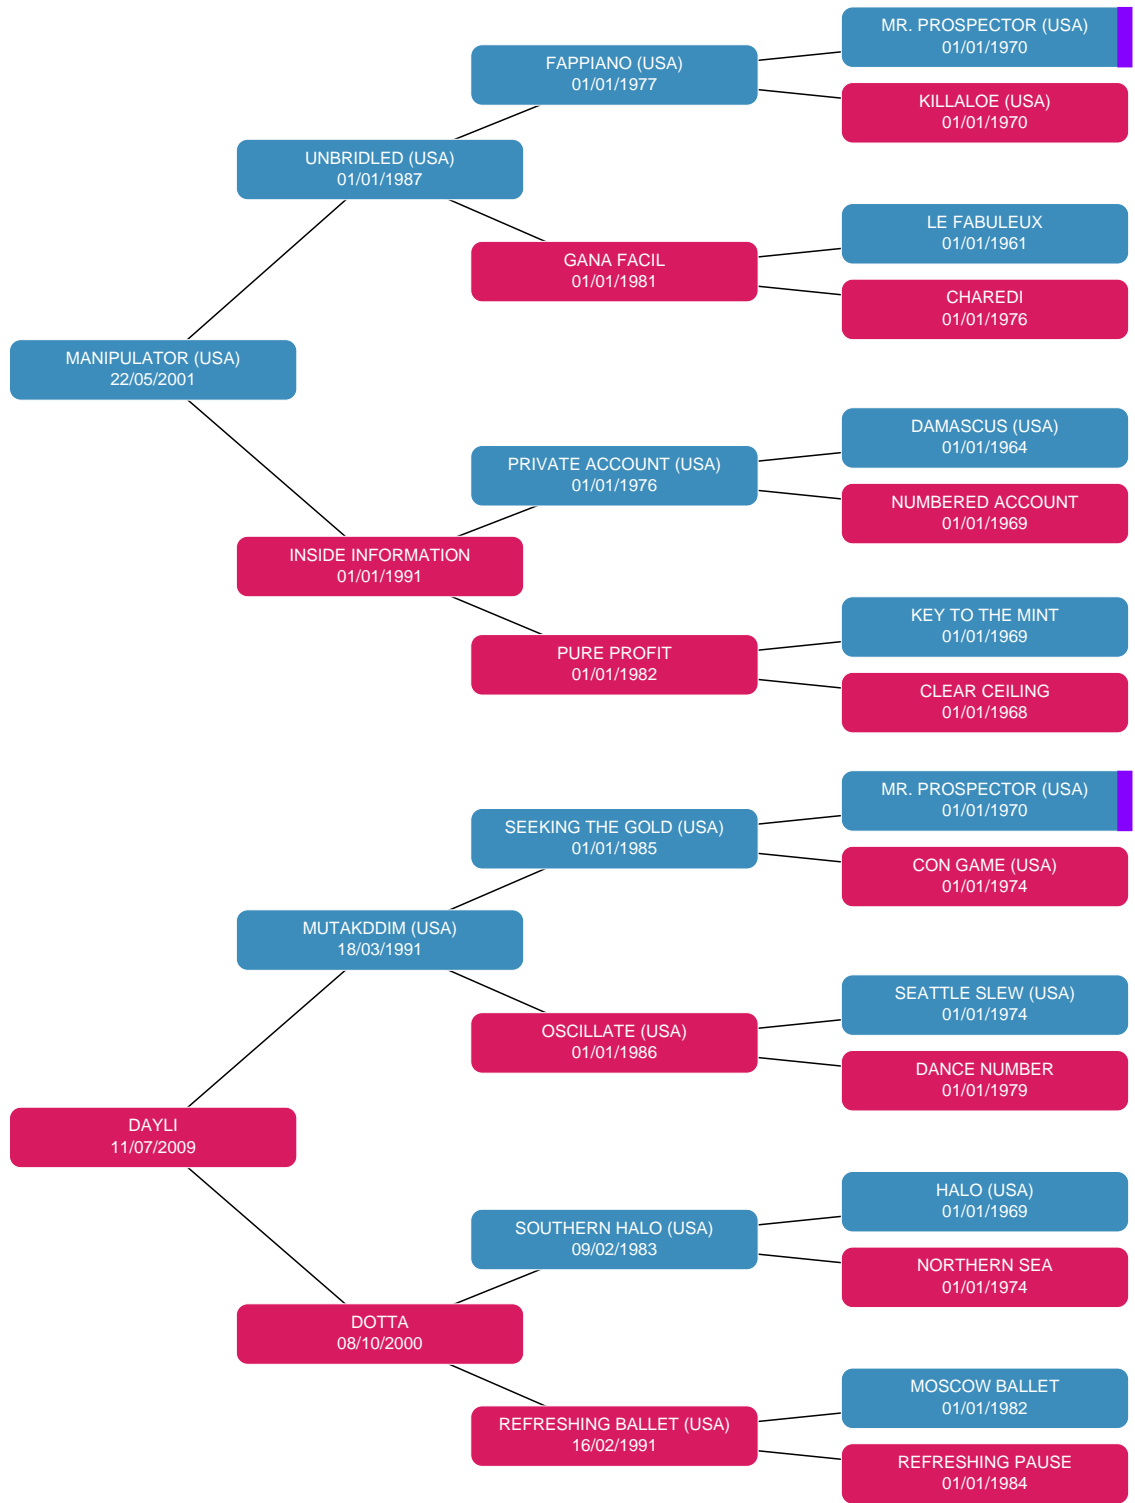 MR. PROSPECTOR (USA)
01/01/1970
FAPPIANO (USA)
01/01/1977
KILLALOE (USA)
01/01/1970
UNBRIDLED (USA)
01/01/1987
LE FABULEUX
01/01/1961
GANA FACIL
01/01/1981
CHAREDI
01/01/1976
MANIPULATOR (USA)
22/05/2001
DAMASCUS (USA)
01/01/1964
PRIVATE ACCOUNT (USA)
01/01/1976
NUMBERED ACCOUNT
01/01/1969
INSIDE INFORMATION
01/01/1991
KEY TO THE MINT
01/01/1969
PURE PROFIT
01/01/1982
CLEAR CEILING
01/01/1968
MR. PROSPECTOR (USA)
01/01/1970
SEEKING THE GOLD (USA)
01/01/1985
CON GAME (USA)
01/01/1974
MUTAKDDIM (USA)
18/03/1991
SEATTLE SLEW (USA)
01/01/1974
OSCILLATE (USA)
01/01/1986
DANCE NUMBER
01/01/1979
DAYLI
11/07/2009
HALO (USA)
01/01/1969
SOUTHERN HALO (USA)
09/02/1983
NORTHERN SEA
01/01/1974
DOTTA
08/10/2000
MOSCOW BALLET
01/01/1982
REFRESHING BALLET (USA)
16/02/1991
REFRESHING PAUSE
01/01/1984